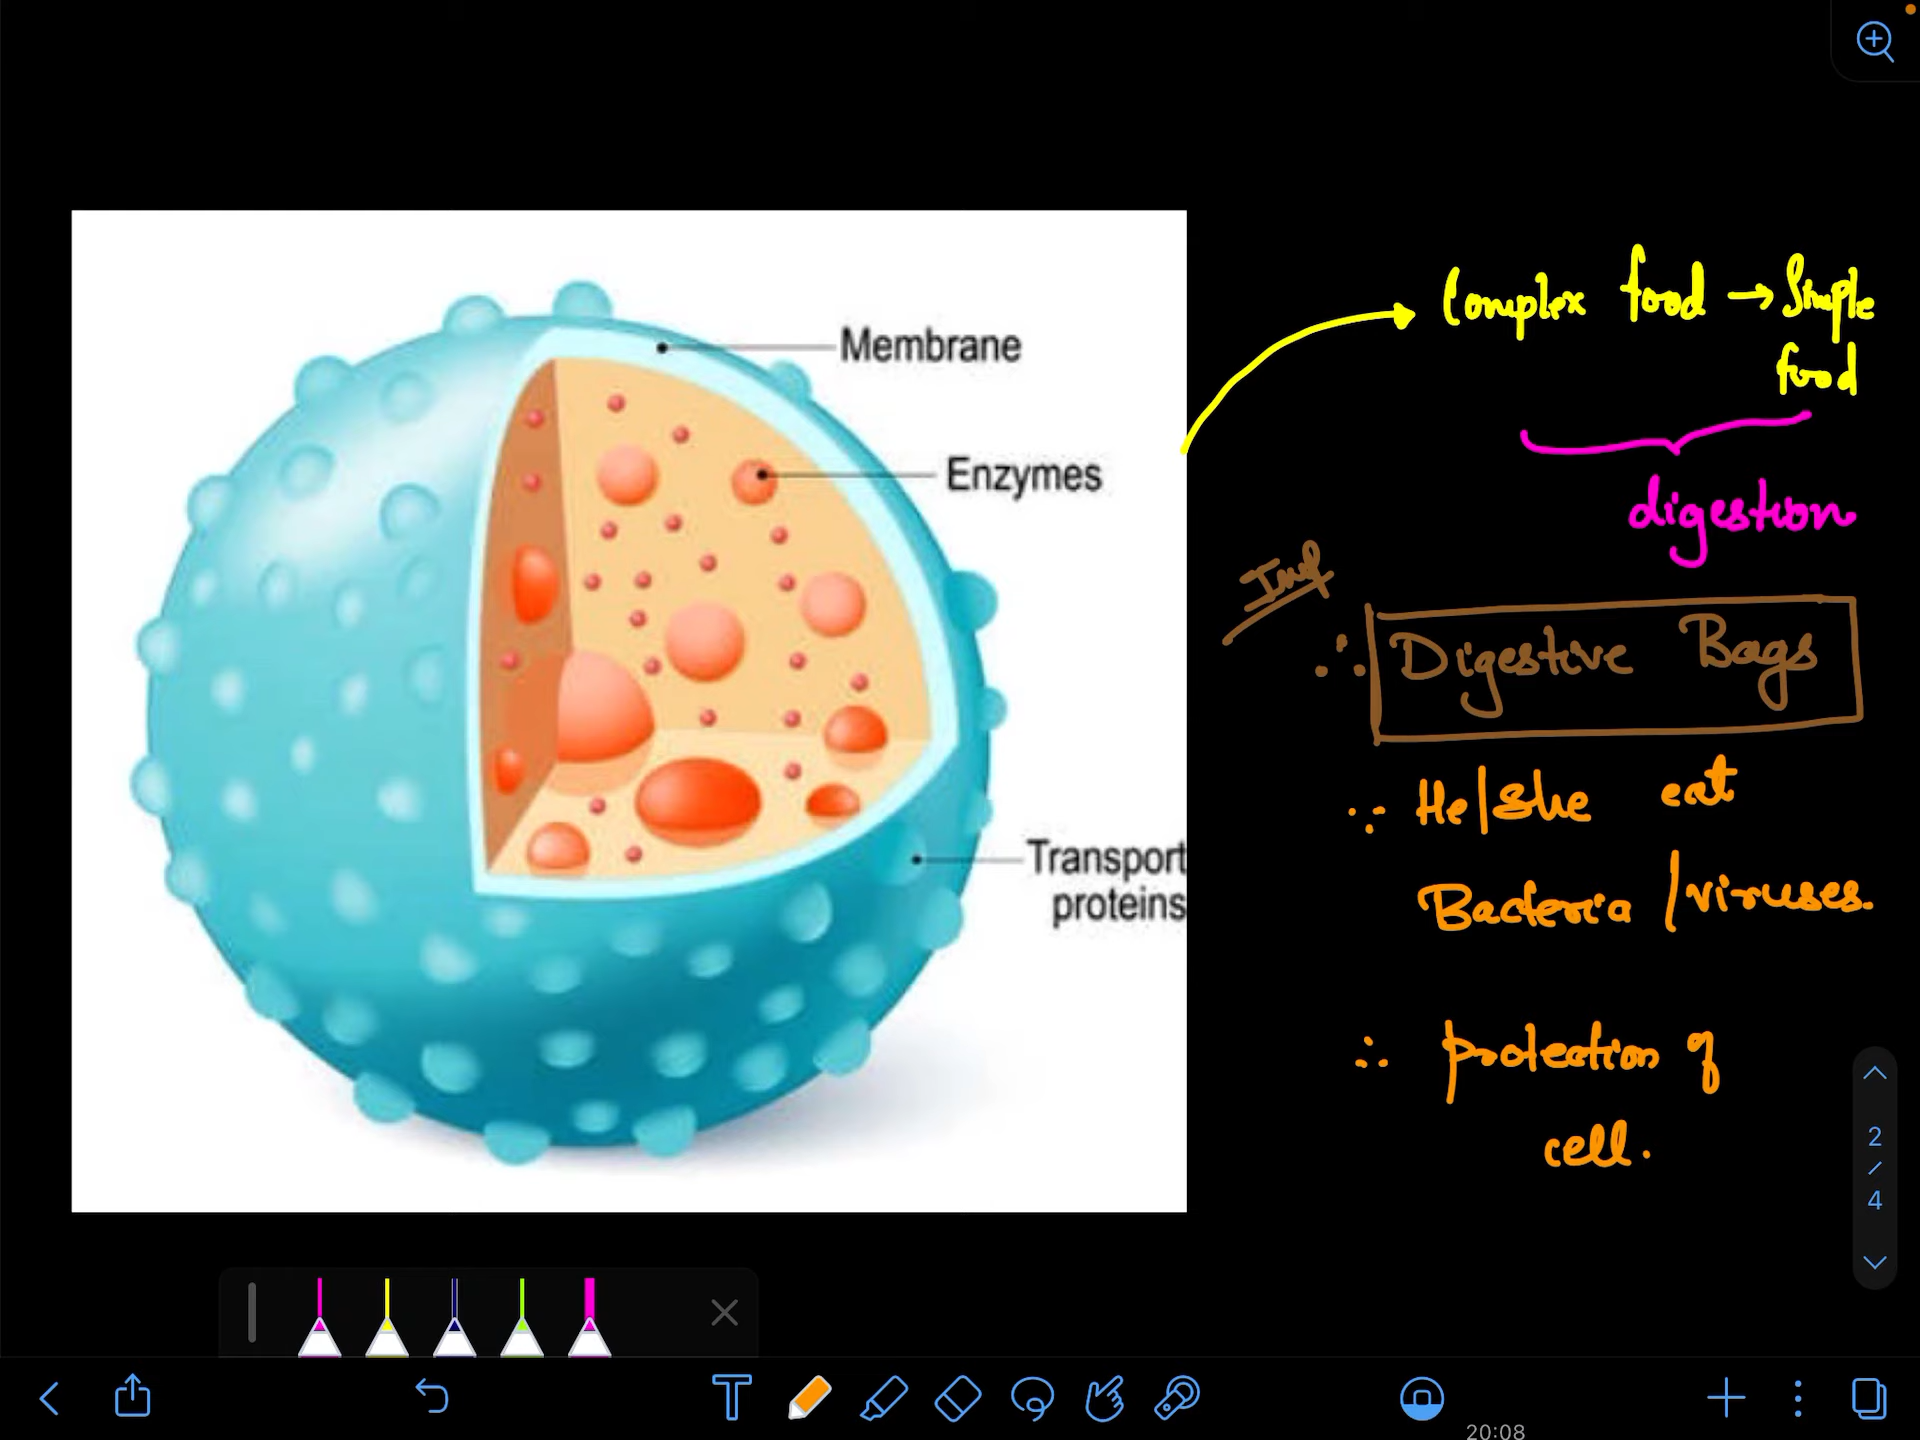 Membrane
Enzymes
Transport
proteins
Complex food → Simple
food
digestion
Imp
∴ Digestive Bags
∵ He/she eat
Bacteria / viruses.
∴ protection of
cell.
2
/
4
20:08